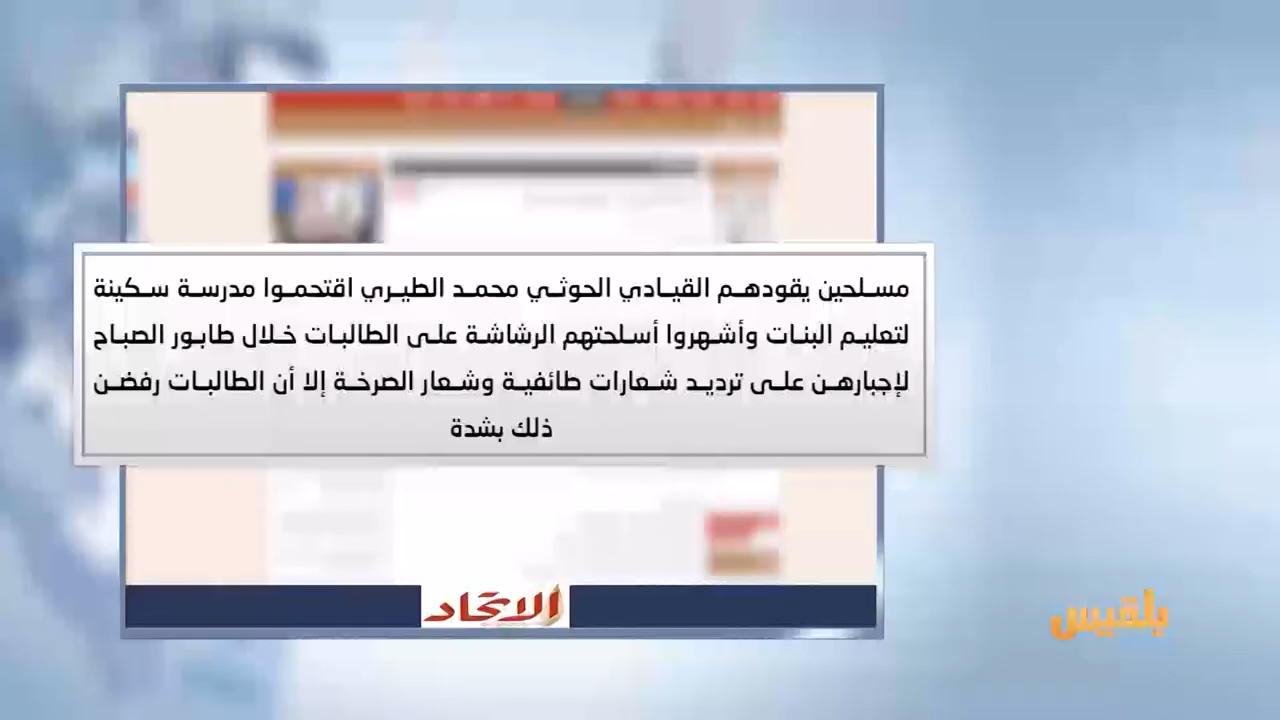 مسلحين يقودهم القيادي الحوثي محمد الطيري اقتحموا مدرسة سكينة
لتعليم البنات وأشهروا أسلحتهم الرشاشة على الطالبات خلال طابور الصباح
لإجبارهن على ترديد شعارات طائفية وشعار الصرخة إلا أن الطالبات رفضن
ذلك بشدة
الاتحاد
بلقيس